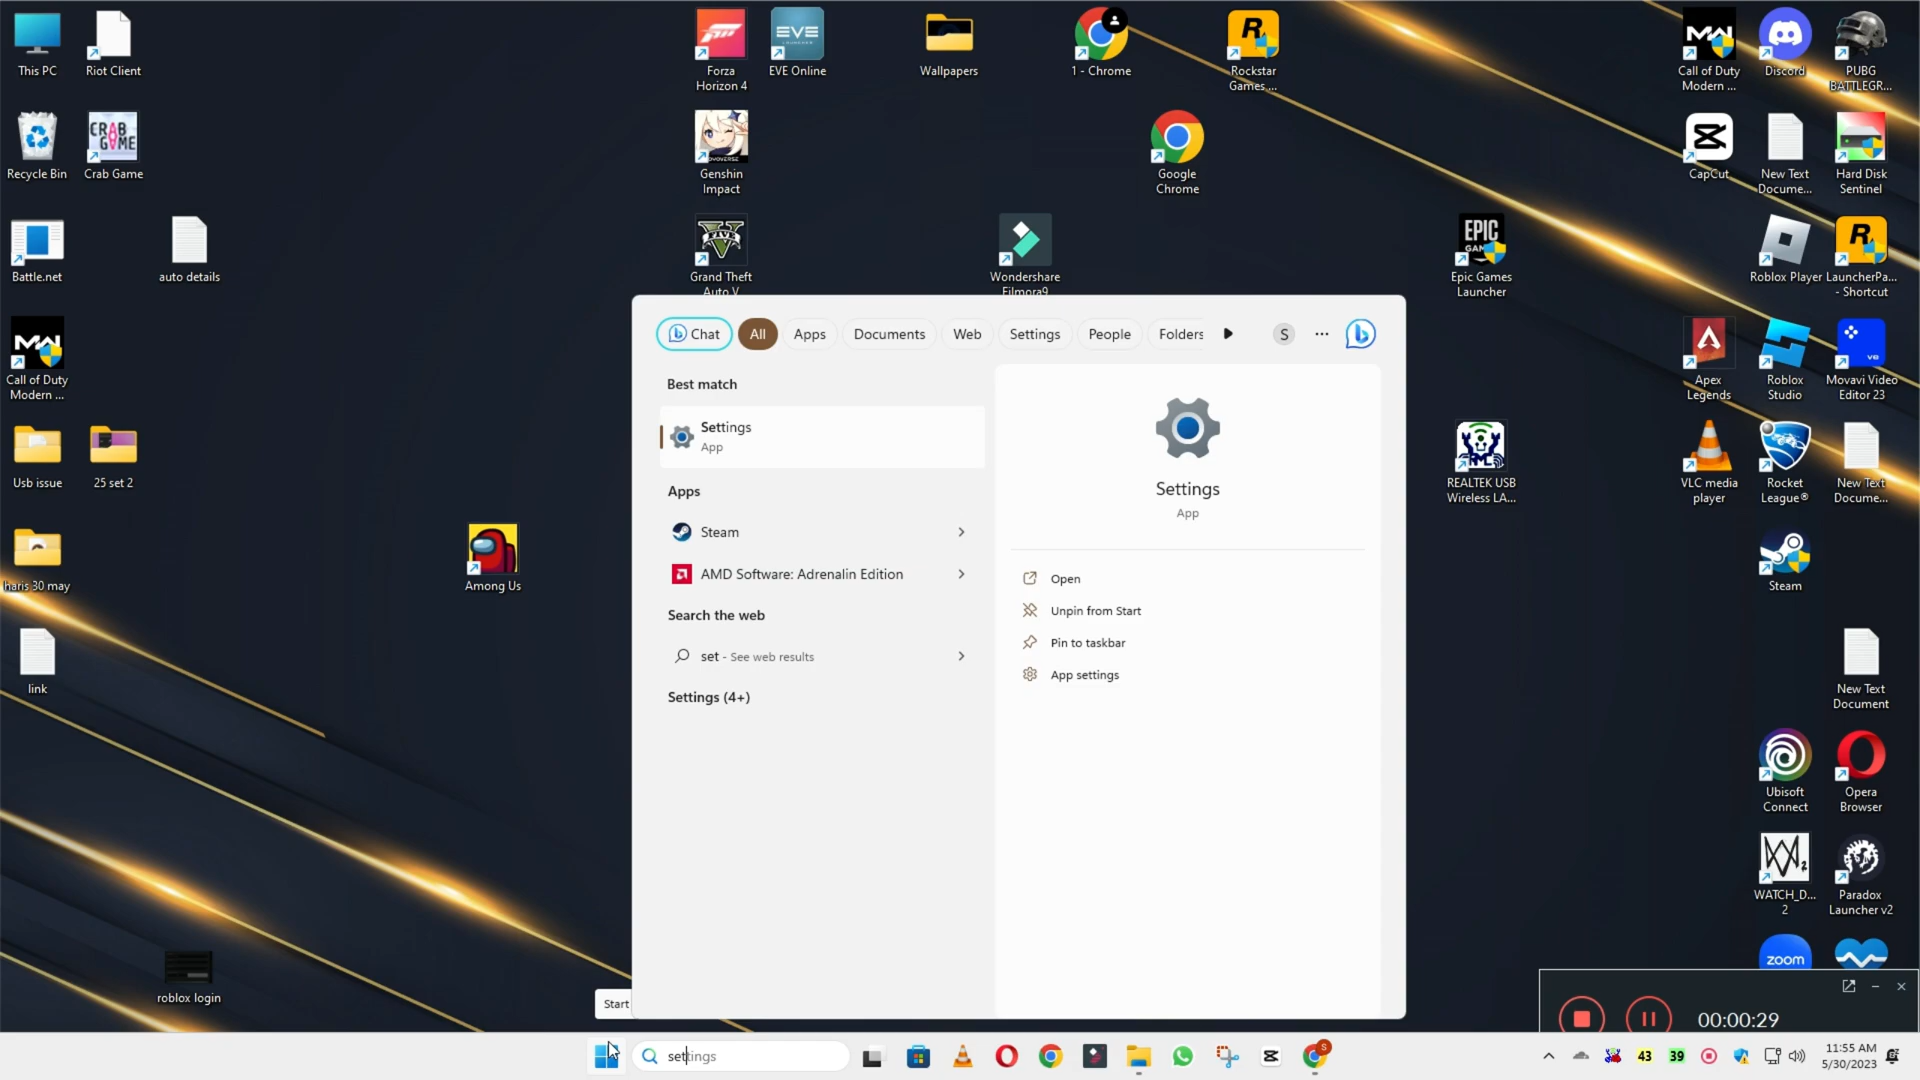 This PC
Riot Client
Forza
Horizon 4
EVE
EVE Online
Wallpapers
1 - Chrome
Rockstar
Games ...
Call of Duty
Modern ...
Discord
PUBG
BATTLEGR...
Recycle Bin
CRAB
GAME
Crab Game
Genshin
Impact
Google
Chrome
CapCut
New Text
Docume...
Hard Disk
Sentinel
Battle.net
auto details
Grand Theft
Auto V
Wondershare
Filmora9
EPIC
GAMES
Epic Games
Launcher
Roblox Player
LauncherPa...
- Shortcut
Call of Duty
Modern ...
Chat
All
Apps
Documents
Web
Settings
People
Folders
S
Apex
Legends
Roblox
Studio
Movavi Video
Editor 23
Best match
Settings
App
Settings
App
Usb issue
25 set 2
REALTEK USB
Wireless LA...
VLC media
player
Rocket
League®
New Text
Docume...
Apps
Steam
AMD Software: Adrenalin Edition
Open
Unpin from Start
Pin to taskbar
App settings
haris 30 may
Among Us
Steam
Search the web
set - See web results
Settings (4+)
link
New Text
Document
Ubisoft
Connect
Opera
Browser
WATCH_D...
2
Paradox
Launcher v2
roblox login
zoom
Start
00:00:29
settings
43
39
11:55 AM
5/30/2023